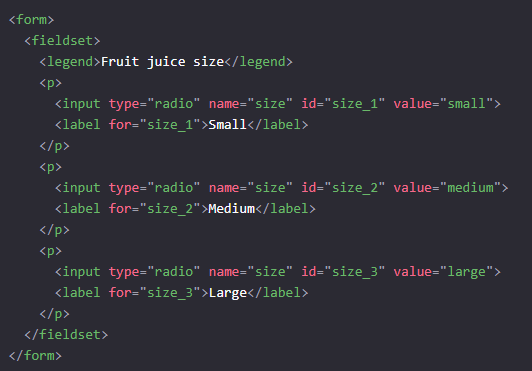 <form>
  <fieldset>
    <legend>Fruit juice size</legend>
    <p>
      <input type="radio" name="size" id="size_1" value="small">
      <label for="size_1">Small</label>
    </p>
    <p>
      <input type="radio" name="size" id="size_2" value="medium">
      <label for="size_2">Medium</label>
    </p>
    <p>
      <input type="radio" name="size" id="size_3" value="large">
      <label for="size_3">Large</label>
    </p>
  </fieldset>
</form>